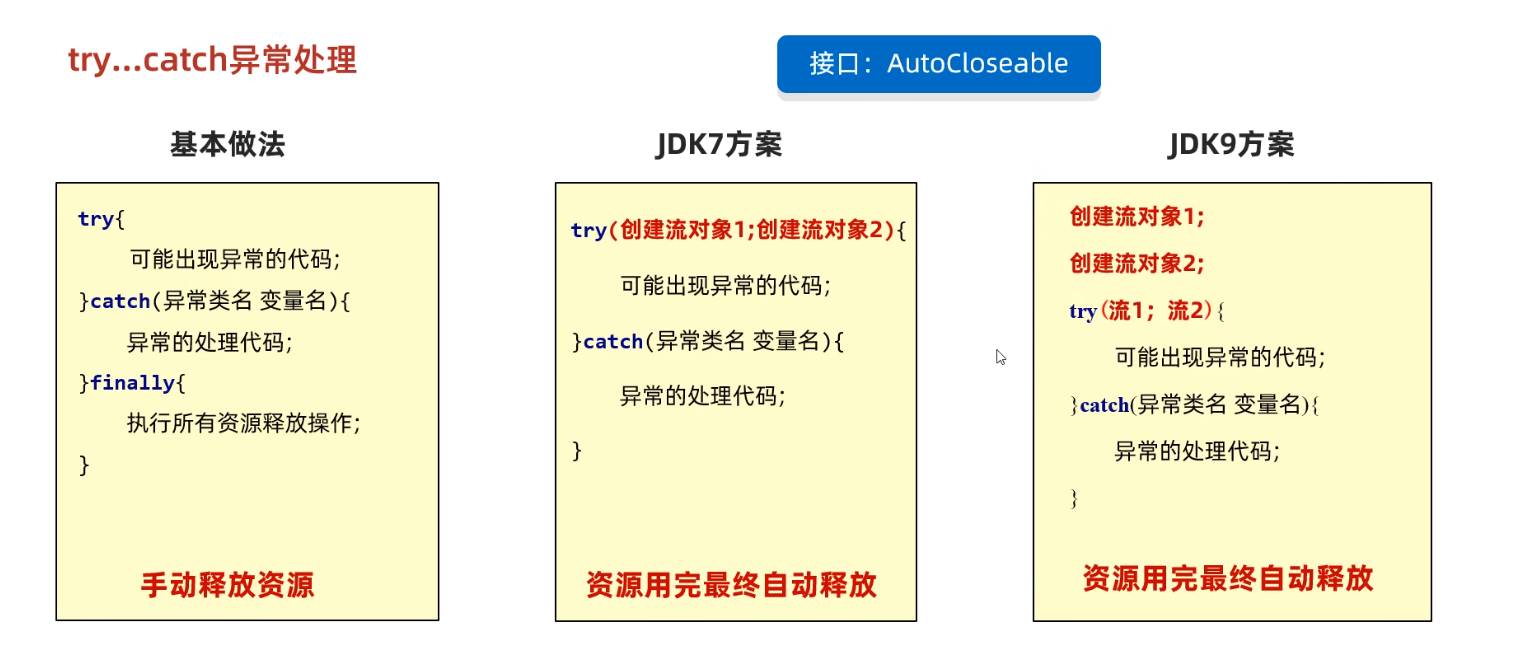 try...catch异常处理
接口：AutoCloseable
基本做法
try{
可能出现异常的代码;
}catch(异常类名 变量名){
异常的处理代码;
}finally{
执行所有资源释放操作;
}
手动释放资源
JDK7方案
try(创建流对象1;创建流对象2){
可能出现异常的代码;
}catch(异常类名 变量名){
异常的处理代码;
}
资源用完最终自动释放
JDK9方案
创建流对象1;
创建流对象2;
try(流1；流2){
可能出现异常的代码;
}catch(异常类名 变量名){
异常的处理代码;
}
资源用完最终自动释放